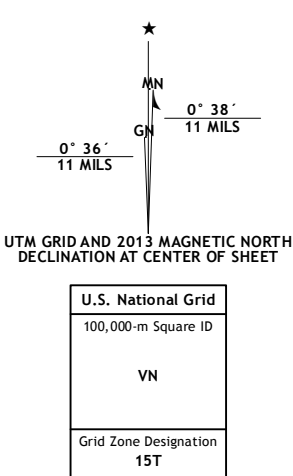 ★
MN
0° 38´
11 MILS
GN
0° 36´
11 MILS
UTM GRID AND 2013 MAGNETIC NORTH
DECLINATION AT CENTER OF SHEET
U.S. National Grid
100,000-m Square ID
VN
Grid Zone Designation
15T